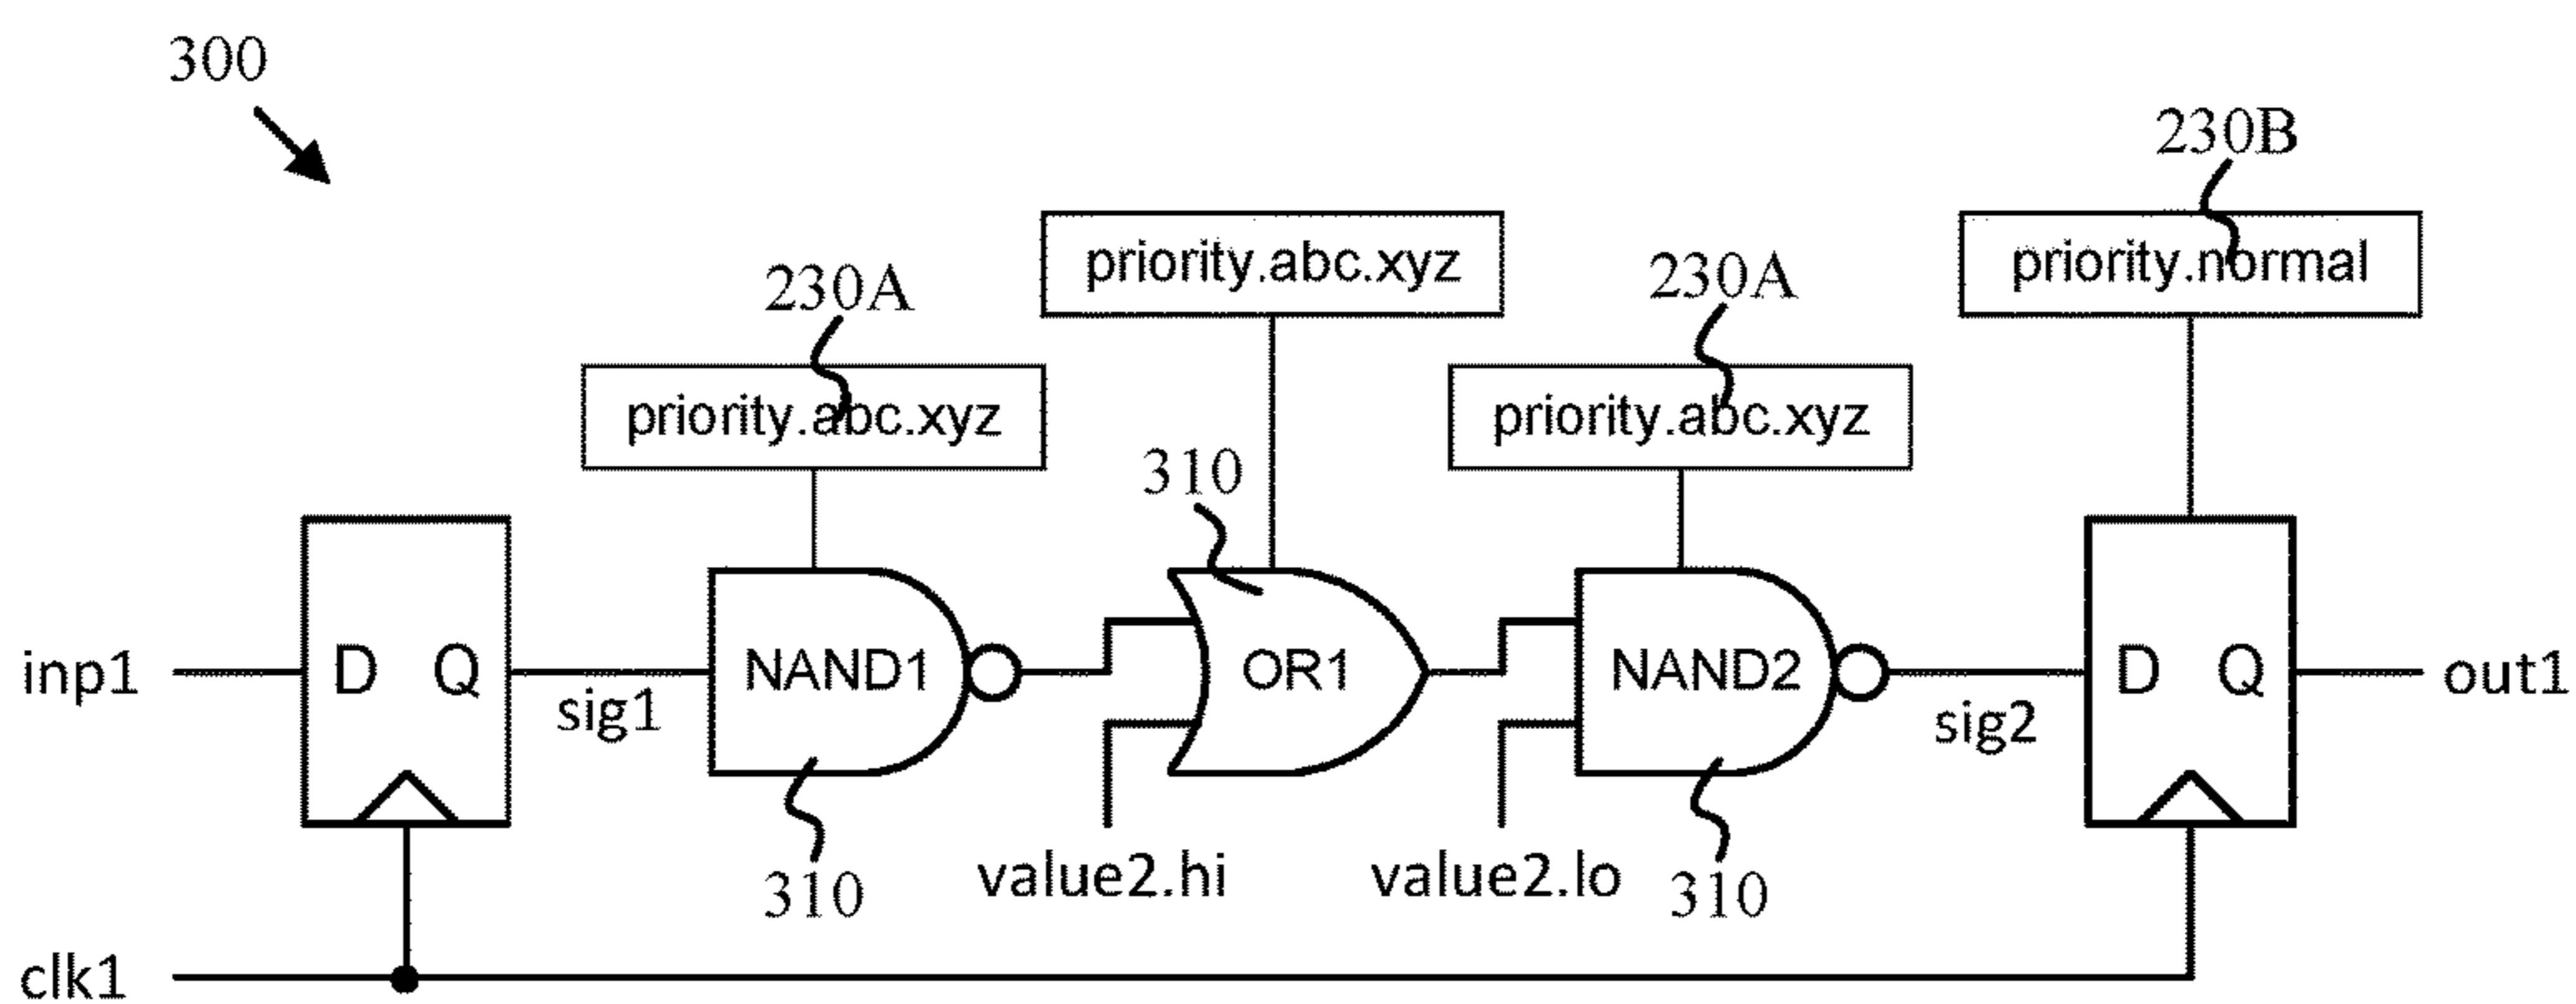 300
230B
priority.abc.xyz
priority.normal
230A
230A
priority.abc.xyz
priority.abc.xyz
310
inp1
D Q
sig1
NAND1
OR1
NAND2
sig2
D Q
out1
310
value2.hi
value2.lo
310
clk1